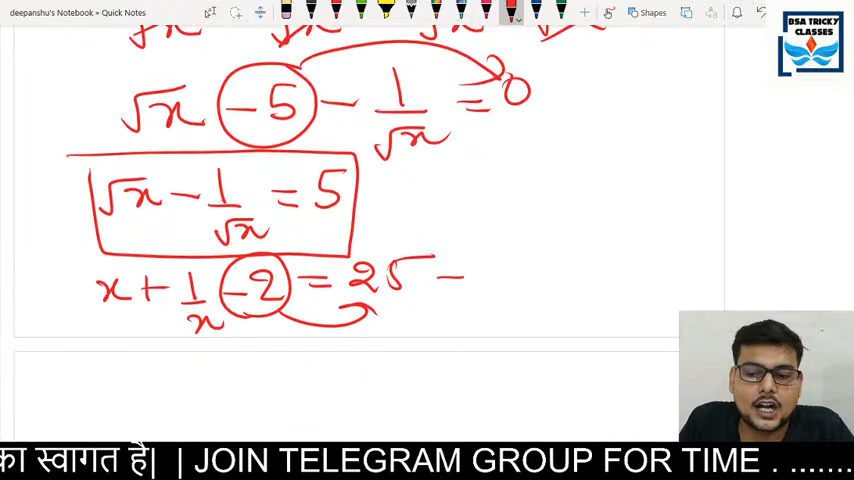 deepanshu's Notebook » Quick Notes
Shapes
DSA TRICKY
CLASSES
√x √x √x √x
√x - 5 - 1/√x = 0
√x - 1/√x = 5
x + 1/x - 2 = 25 -
का स्वागत है| | JOIN TELEGRAM GROUP FOR TIME . .......